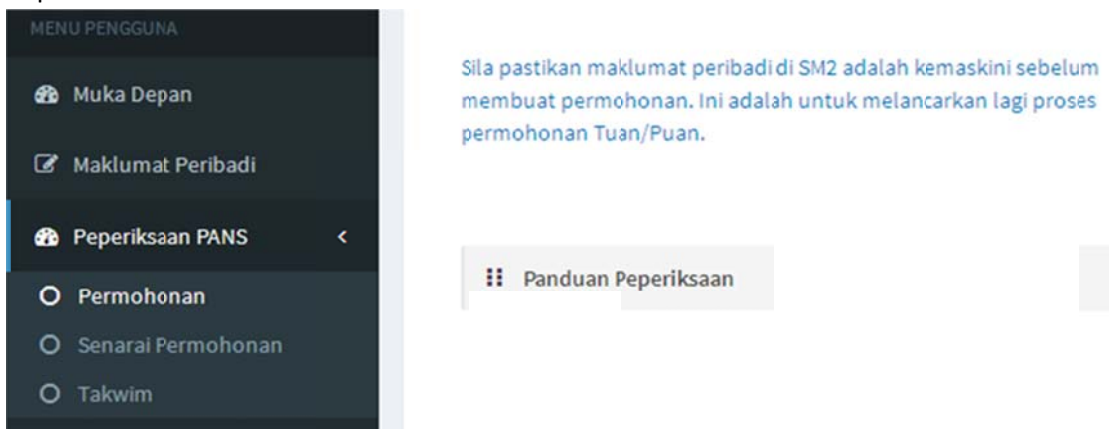 MENU PENGGUNA
Muka Depan
Maklumat Peribadi
Peperiksaan PANS
Permohonan
Senarai Permohonan
Takwim
Sila pastikan maklumat peribadi di SM2 adalah kemaskini sebelum
membuat permohonan. Ini adalah untuk melancarkan lagi proses
permohonan Tuan/Puan.
Panduan Peperiksaan